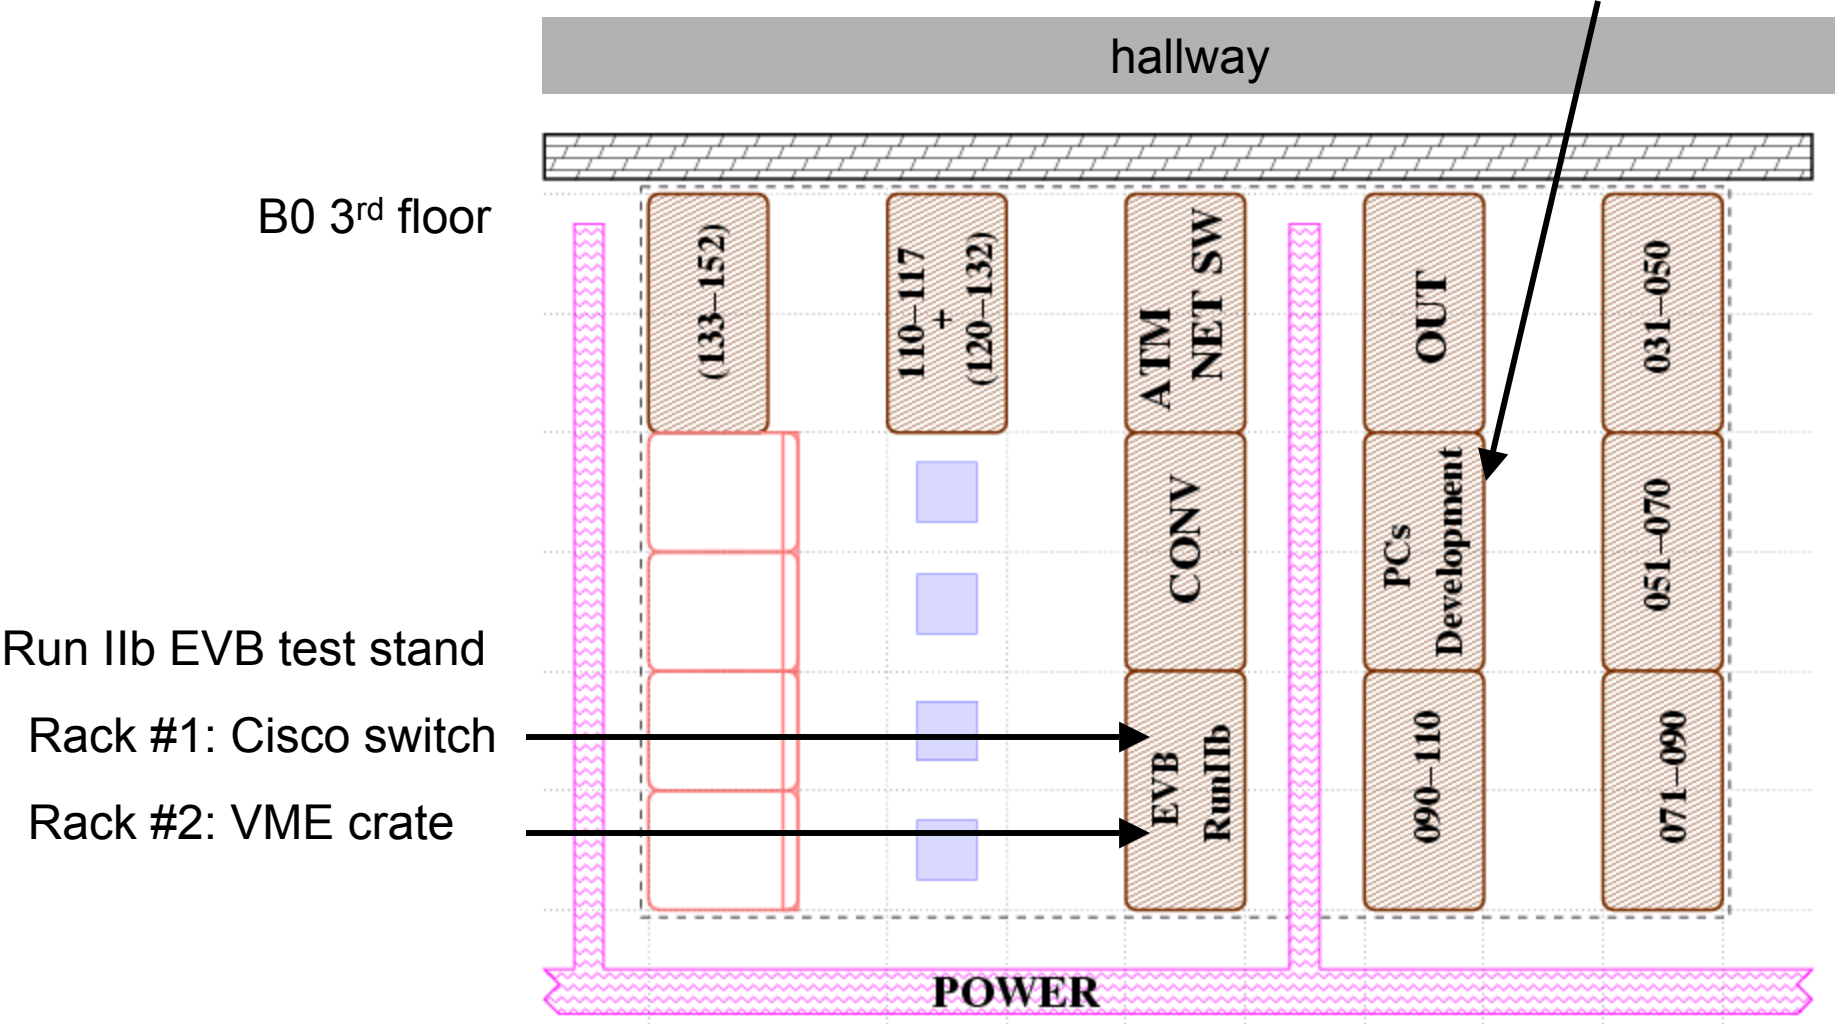 hallway
B0 3rd floor
(133–152)
110–117
+
(120–132)
ATM
NET SW
OUT
031–050
CONV
PCs
Development
051–070
Run IIb EVB test stand
Rack #1: Cisco switch
Rack #2: VME crate
EVB
RunIIb
090–110
071–090
POWER